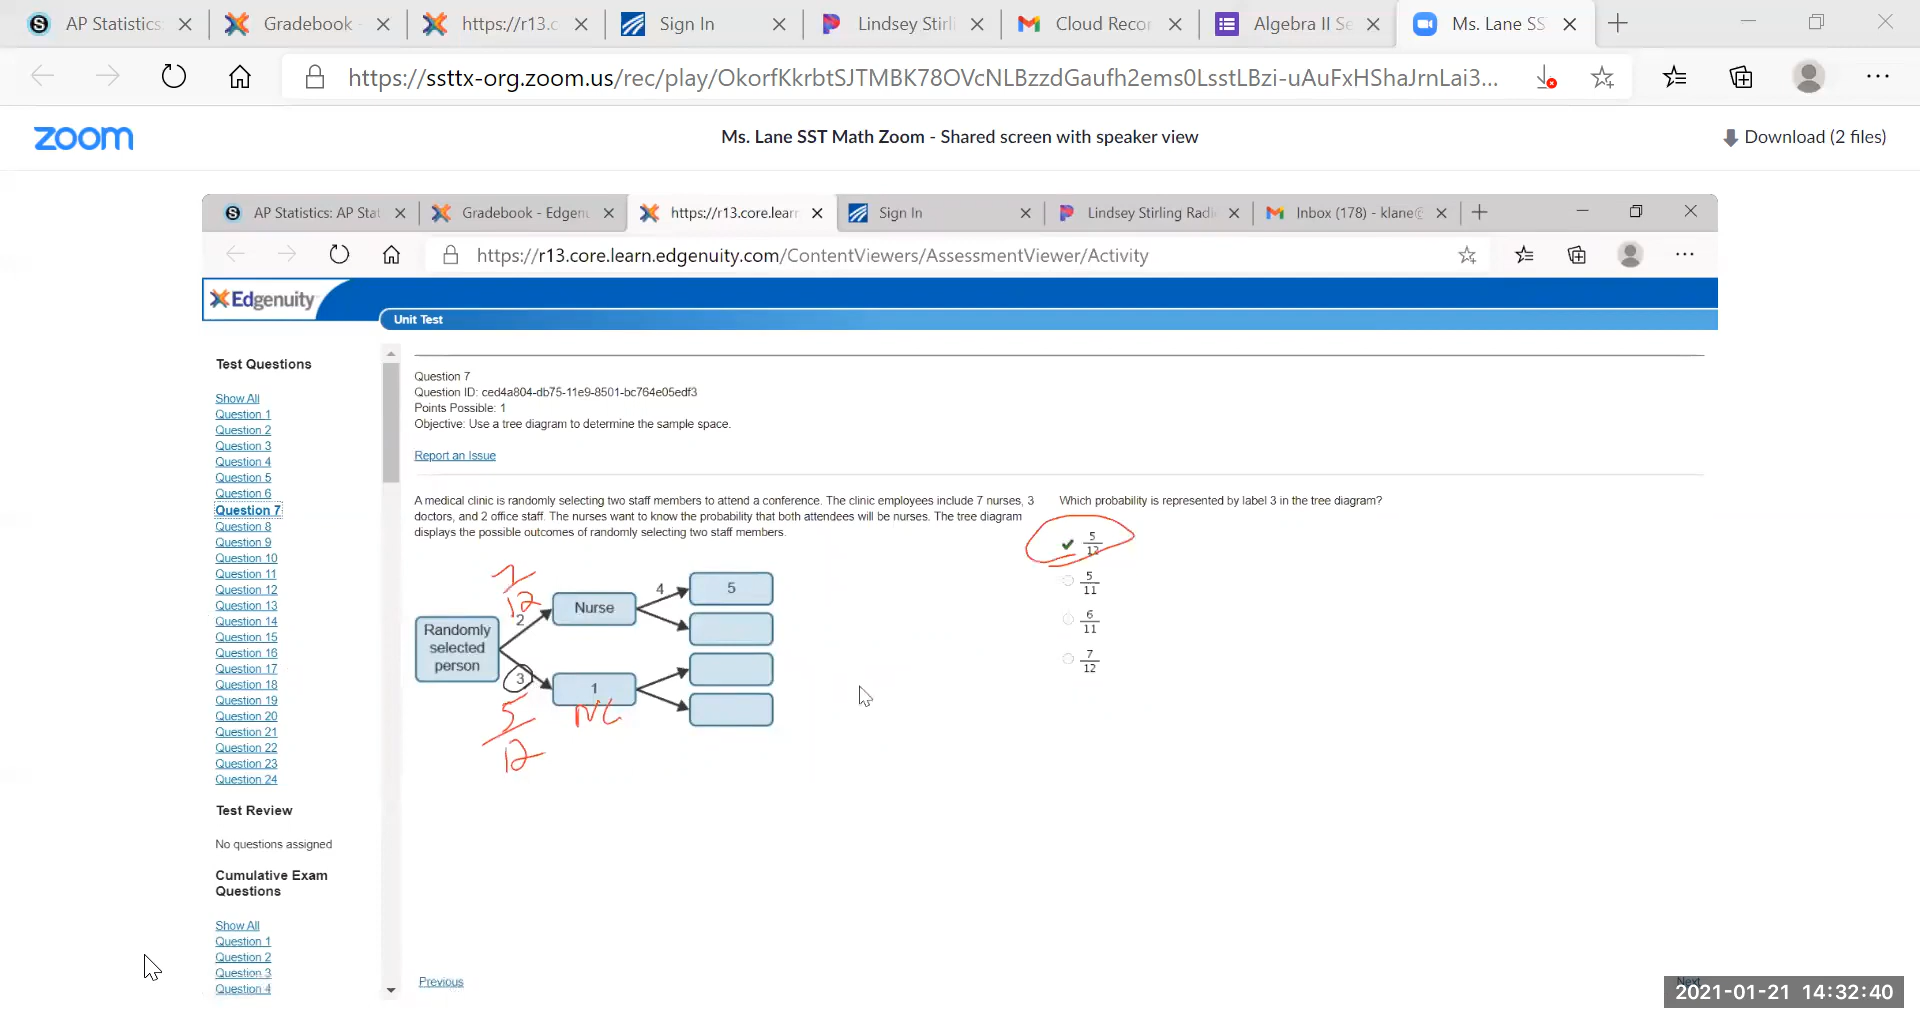 AP Statistics:
Gradebook -
https://r13.c
Sign In
Lindsey Stirli
Cloud Recor
Algebra II Se
Ms. Lane SS
https://ssttx-org.zoom.us/rec/play/OkorfKkrbtSJTMBK78OVcNLBzzdGaufh2ems0LsstLBzi-uAuFxHShaJrnLai3...
zoom
Ms. Lane SST Math Zoom - Shared screen with speaker view
Download (2 files)
AP Statistics: AP Stat
Gradebook - Edgenu
https://r13.core.learn
Sign In
Lindsey Stirling Radi
Inbox (178) - klane@
https://r13.core.learn.edgenuity.com/ContentViewers/AssessmentViewer/Activity
Edgenuity
Unit Test
Test Questions
Show All
Question 1
Question 2
Question 3
Question 4
Question 5
Question 6
Question 7
Question 8
Question 9
Question 10
Question 11
Question 12
Question 13
Question 14
Question 15
Question 16
Question 17
Question 18
Question 19
Question 20
Question 21
Question 22
Question 23
Question 24
Test Review
No questions assigned
Cumulative Exam
Questions
Show All
Question 1
Question 2
Question 3
Question 4
Question 7
Question ID: ced4a804-db75-11e9-8501-bc764e05edf3
Points Possible: 1
Objective: Use a tree diagram to determine the sample space.
Report an Issue
A medical clinic is randomly selecting two staff members to attend a conference. The clinic employees include 7 nurses, 3
doctors, and 2 office staff. The nurses want to know the probability that both attendees will be nurses. The tree diagram
displays the possible outcomes of randomly selecting two staff members.
7
12
2
Nurse
4
5
Randomly
selected
person
3
1
5
12
Which probability is represented by label 3 in the tree diagram?
5
12
5
11
6
11
7
12
Previous
Next
2021-01-21 14:32:40